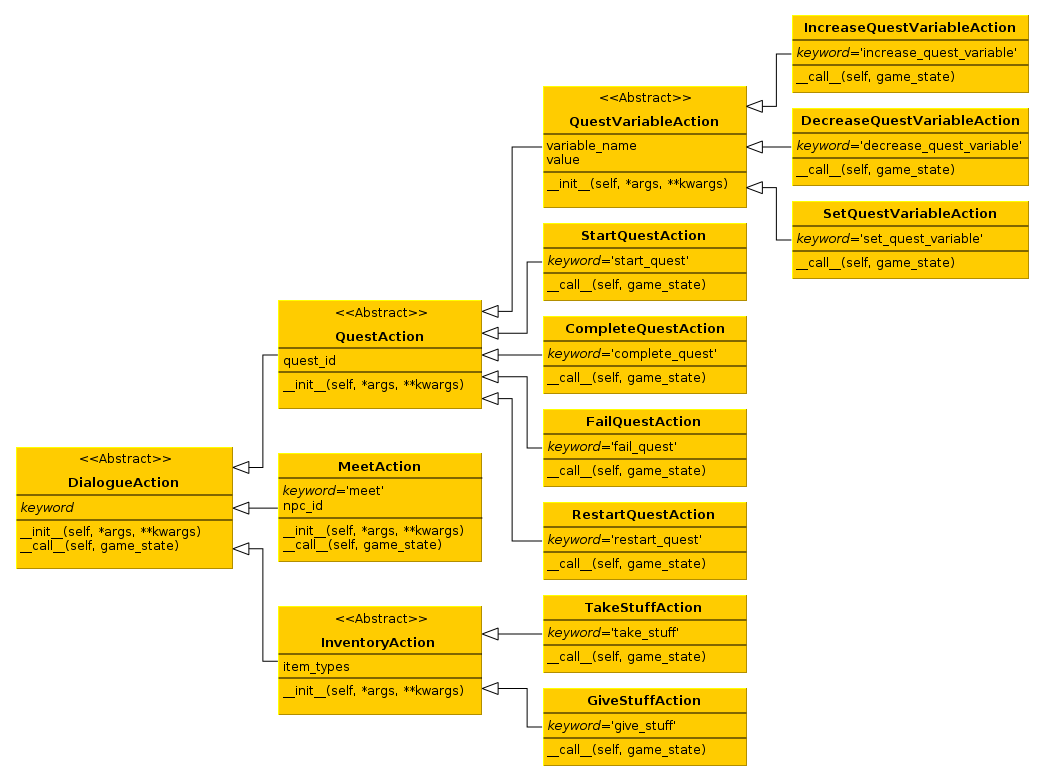 IncreaseQuestVariableAction
keyword='increase_quest_variable'
__call__(self, game_state)
<<Abstract>>
QuestVariableAction
variable_name
value
__init__(self, *args, **kwargs)
DecreaseQuestVariableAction
keyword='decrease_quest_variable'
__call__(self, game_state)
SetQuestVariableAction
keyword='set_quest_variable'
__call__(self, game_state)
StartQuestAction
keyword='start_quest'
__call__(self, game_state)
<<Abstract>>
QuestAction
quest_id
__init__(self, *args, **kwargs)
CompleteQuestAction
keyword='complete_quest'
__call__(self, game_state)
FailQuestAction
keyword='fail_quest'
__call__(self, game_state)
<<Abstract>>
DialogueAction
keyword
__init__(self, *args, **kwargs)
__call__(self, game_state)
MeetAction
keyword='meet'
npc_id
__init__(self, *args, **kwargs)
__call__(self, game_state)
RestartQuestAction
keyword='restart_quest'
__call__(self, game_state)
<<Abstract>>
InventoryAction
item_types
__init__(self, *args, **kwargs)
TakeStuffAction
keyword='take_stuff'
__call__(self, game_state)
GiveStuffAction
keyword='give_stuff'
__call__(self, game_state)